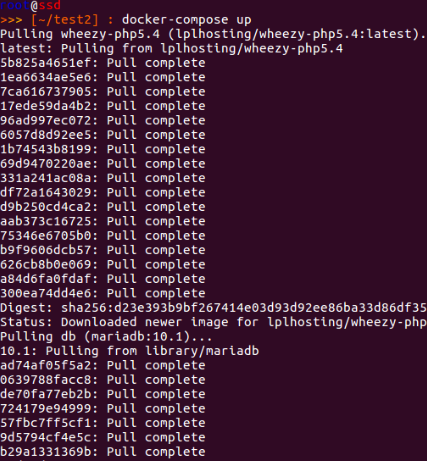 root@ssd
>>> [~/test2] : docker-compose up
Pulling wheezy-php5.4 (lplhosting/wheezy-php5.4:latest).
latest: Pulling from lplhosting/wheezy-php5.4
5b825a4651ef: Pull complete
1ea6634ae5e6: Pull complete
7ca616737905: Pull complete
17ede59da4b2: Pull complete
96ad997ec072: Pull complete
6057d8d92ee5: Pull complete
1b74543b8199: Pull complete
69d9470220ae: Pull complete
331a241ac08a: Pull complete
df72a1643029: Pull complete
d9b250cd4ca2: Pull complete
aab373c16725: Pull complete
75346e6705b0: Pull complete
b9f9606dcb57: Pull complete
626cb8b0e069: Pull complete
a84d6fa0fdaf: Pull complete
300ea74dd4e6: Pull complete
Digest: sha256:d23e393b9bf267414e03d93d92ee86ba33d86df35
Status: Downloaded newer image for lplhosting/wheezy-php
Pulling db (mariadb:10.1)...
10.1: Pulling from library/mariadb
ad74af05f5a2: Pull complete
0639788facc8: Pull complete
de70fa77eb2b: Pull complete
724179e94999: Pull complete
57fbc7ff5cf1: Pull complete
9d5794cf4e5c: Pull complete
b29a1331369b: Pull complete